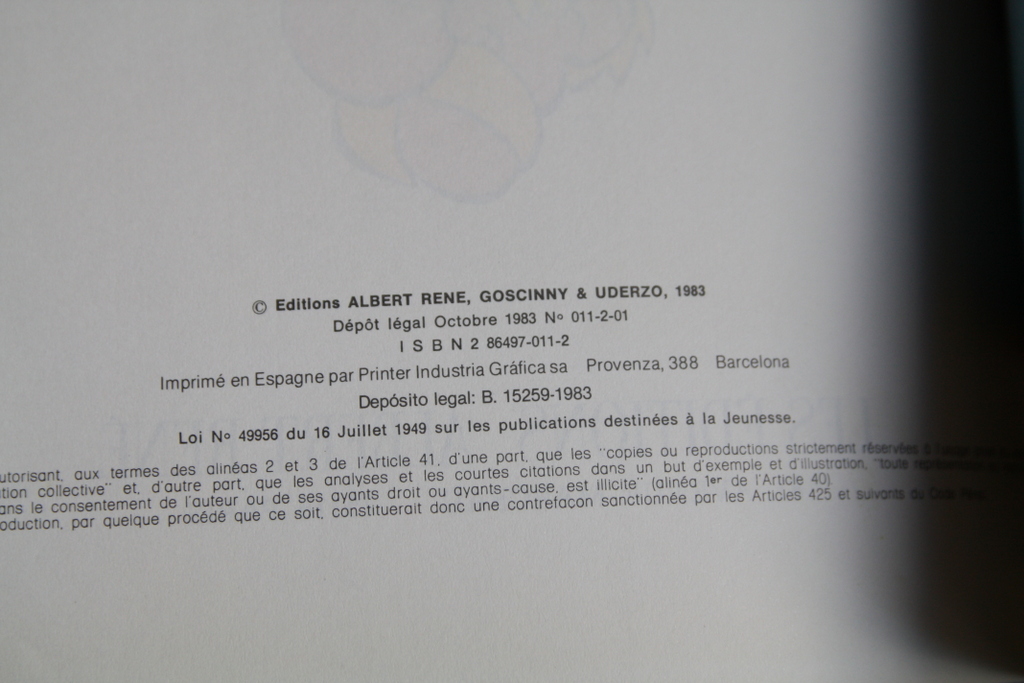 © Editions ALBERT RENE, GOSCINNY & UDERZO, 1983
Dépôt légal Octobre 1983 Nº 011-2-01
I S B N 2 86497-011-2
Imprimé en Espagne par Printer Industria Gráfica sa Provenza, 388 Barcelona
Depósito legal: B. 15259-1983
Loi Nº 49956 du 16 Juillet 1949 sur les publications destinées à la Jeunesse.
utorisant, aux termes des alinéas 2 et 3 de l'Article 41, d'une part, que les "copies ou reproductions strictement réservées à
tion collective" et, d'autre part, que les analyses et les courtes citations dans un but d'exemple et d'illustration, "toute
ans le consentement de l'auteur ou de ses ayants droit ou ayants-cause, est illicite" (alinéa 1er de l'Article 40).
oduction, par quelque procédé que ce soit, constituerait donc une contrefacon sanctionnée par les Articles 425 et suivants du Code